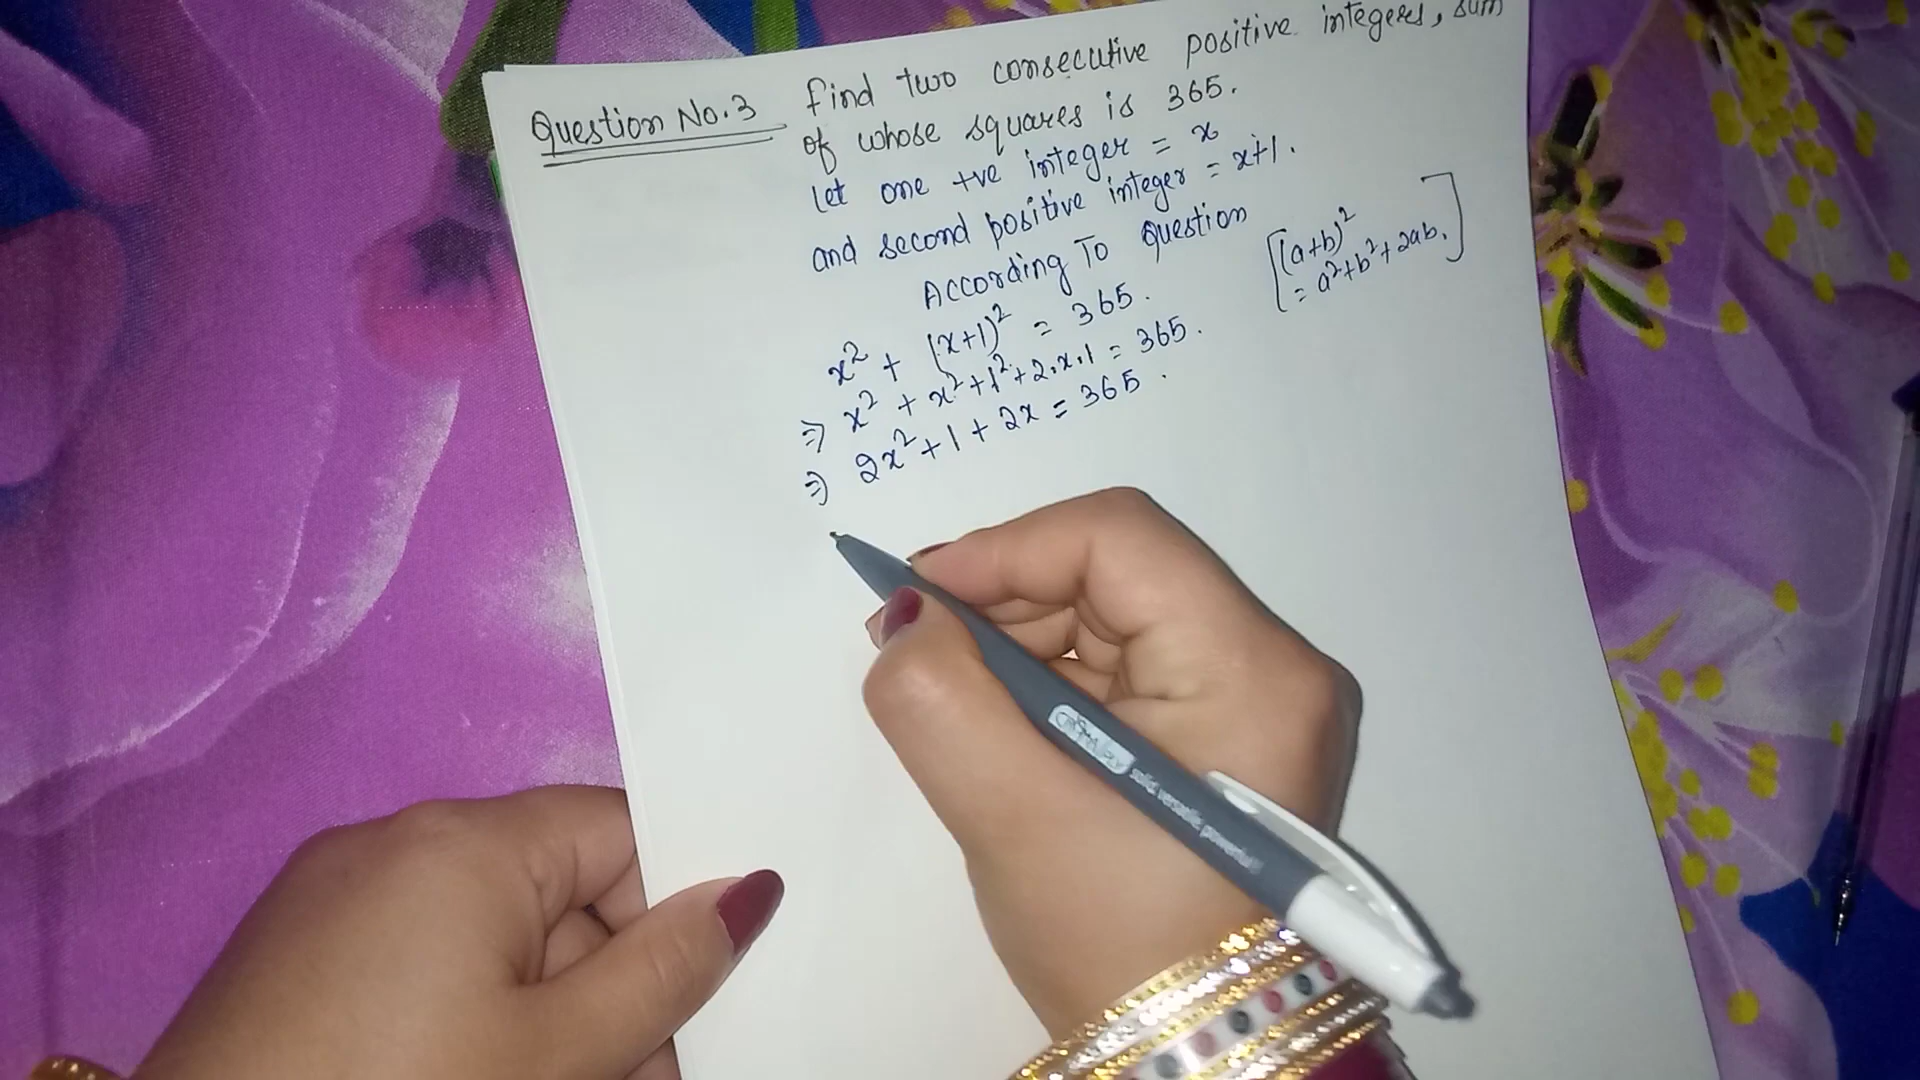 Question No.3
Find two consecutive positive integers, sum
of whose squares is 365.
Let one +ve integer = x
and second positive integer = x+1.
According To Question
[(a+b)²
= a²+b²+2ab.]
x² + (x+1)² = 365.
⇒ x² + x²+1²+2.x.1 = 365.
⇒ 2x²+1+2x = 365.